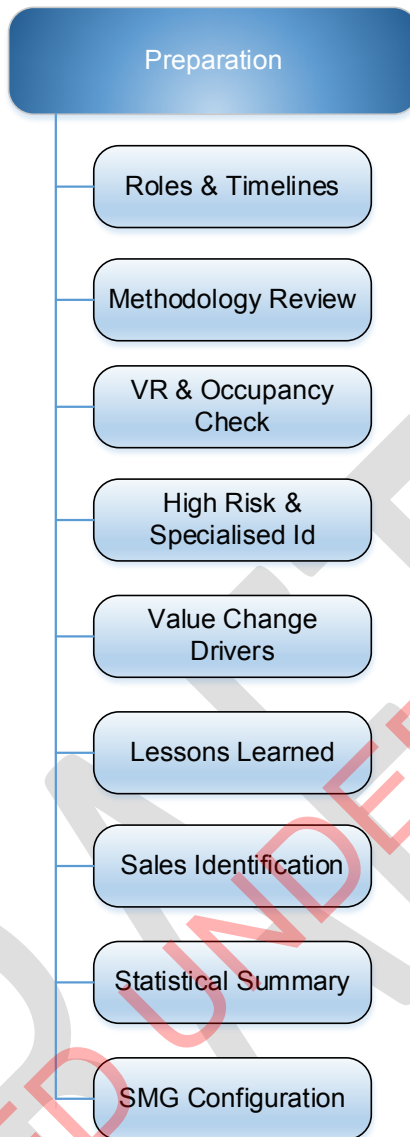 Preparation
Roles & Timelines
Methodology Review
VR & Occupancy
Check
High Risk &
Specialised Id
Value Change
Drivers
Lessons Learned
Sales Identification
Statistical Summary
SMG Configuration